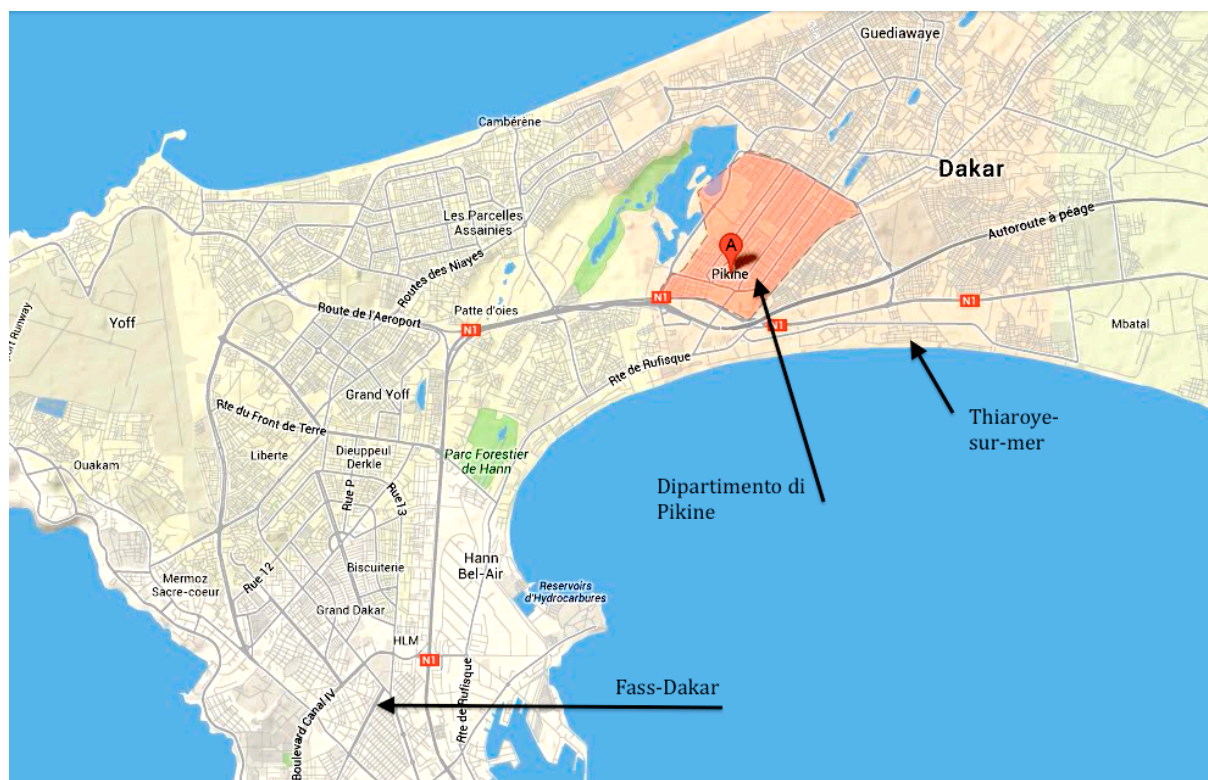 Guediawaye
Cambérène
Dakar
Les Parcelles
Assainies
Autoroute à péage
A
Pikine
Routes des Niayes
N1
N1
Patte d'oies
Route de l'Aeroport
N1
N1
Mbatal
Yoff
Port Runway
Rte de Rufisque
Grand Yoff
Rte du Front de Terre
Thiaroye-
sur-mer
Dieuppeul
Derkle
Liberte
Parc Forestier
de Hann
Ouakam
Rue P
Rue13
Dipartimento di
Pikine
Hann
Bel-Air
Rue 12
Biscuiterie
Mermoz
Sacre-coeur
Reservoirs
d'Hydrocarbures
Grand Dakar
HLM
N1
Fass-Dakar
Rte de Rufisque
Boulevard Canal IV